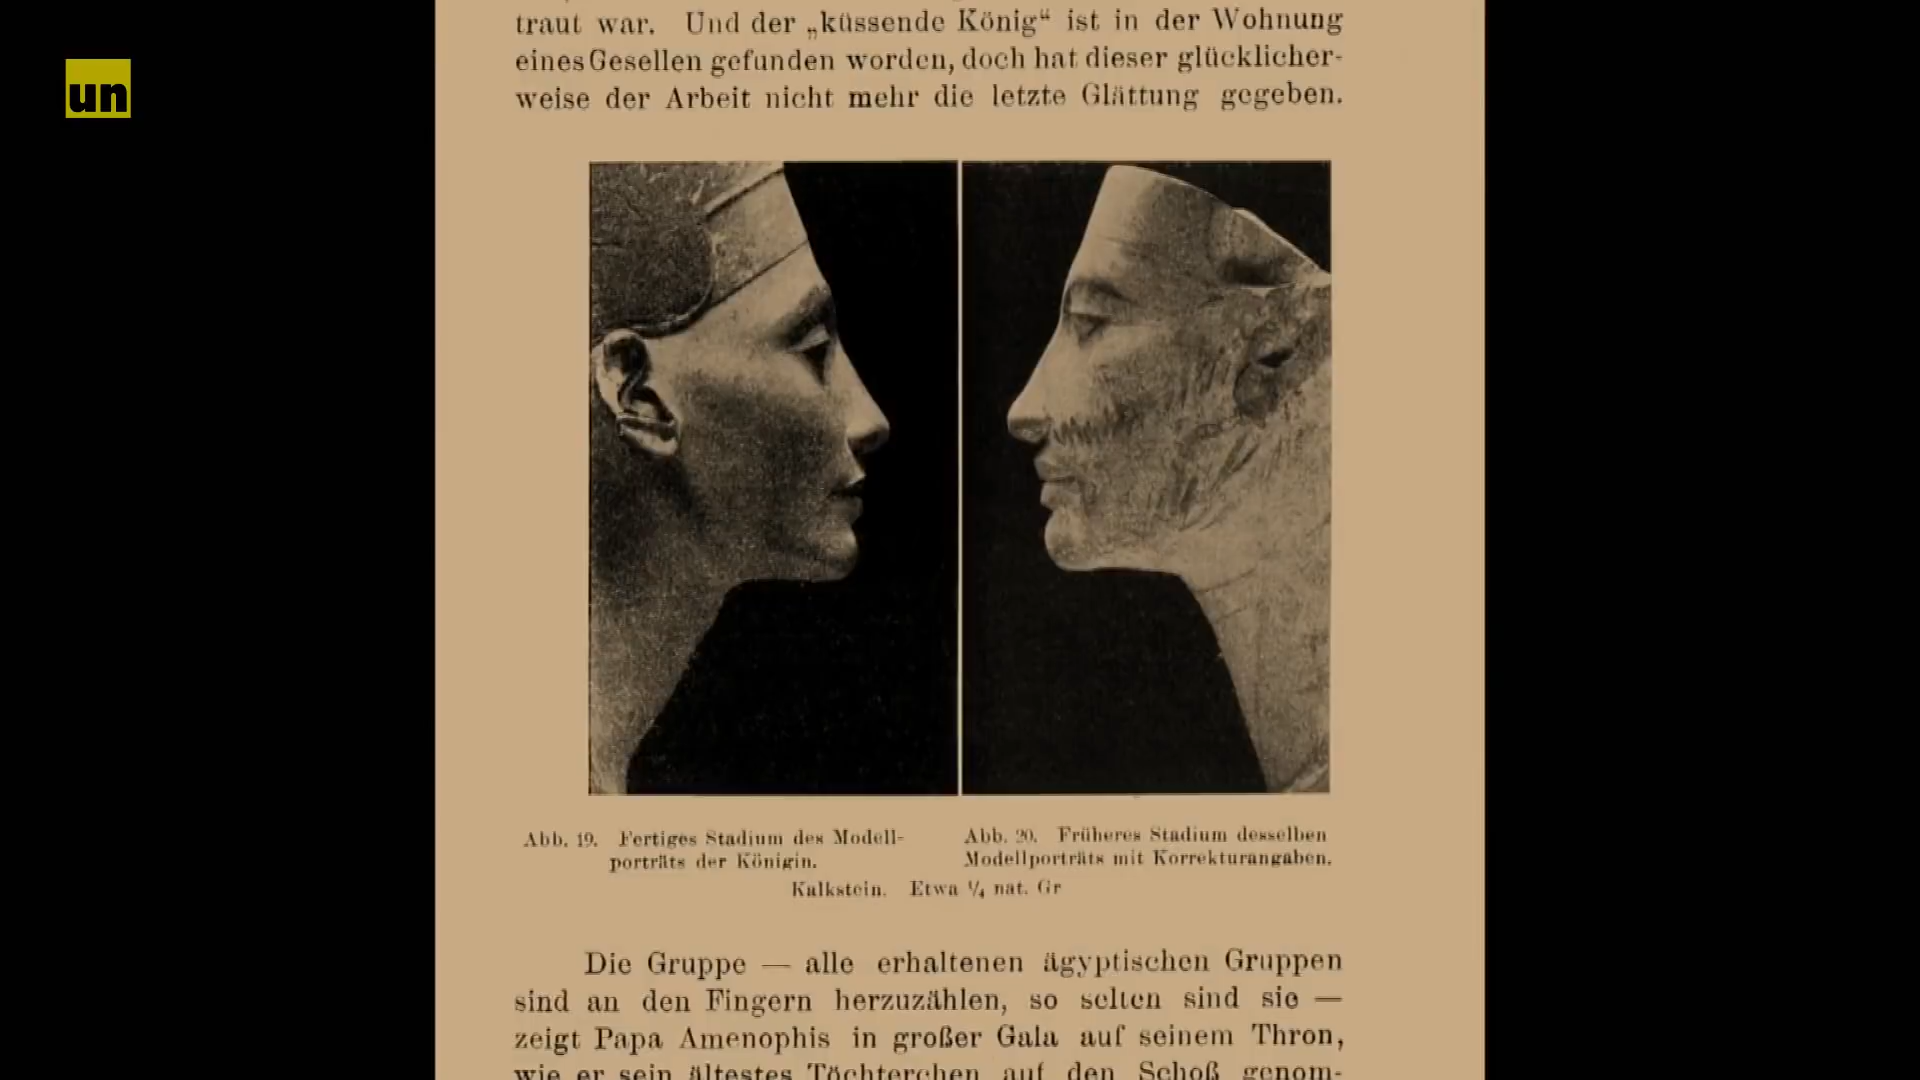 un
traut war. Und der „küssende König“ ist in der Wohnung
eines Gesellen gefunden worden, doch hat dieser glücklicher-
weise der Arbeit nicht mehr die letzte Glättung gegeben.
Abb. 19. Fertiges Stadium des Modell-
porträts der Königin.
Abb. 20. Früheres Stadium desselben
Modellporträts mit Korrekturangaben.
Kalkstein. Etwa ¼ nat. Gr
Die Gruppe — alle erhaltenen ägyptischen Gruppen
sind an den Fingern herzuzählen, so selten sind sie —
zeigt Papa Amenophis in großer Gala auf seinem Thron,
wie er sein ältestes Töchterchen auf den Schoß genom-